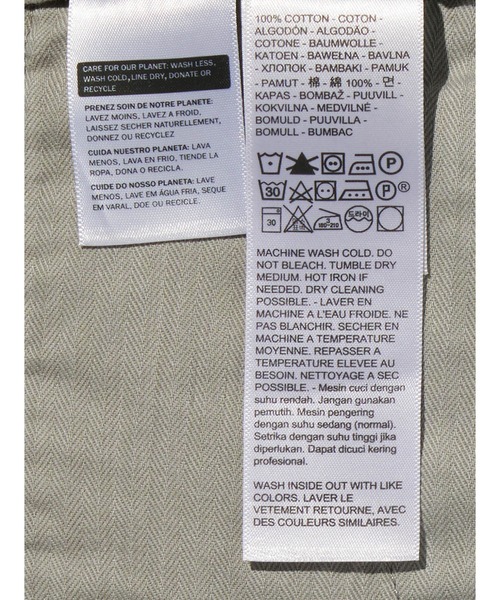 CARE FOR OUR PLANET: WASH LESS,
WASH COLD, LINE DRY, DONATE OR
RECYCLE
PRENEZ SOIN DE NOTRE PLANETE:
LAVEZ MOINS, LAVEZ A FROID,
LAISSEZ SECHER NATURELLEMENT,
DONNEZ OU RECYCLEZ
CUIDA NUESTRO PLANETA: LAVA
MENOS, LAVA EN FRIO, TIENDE LA
ROPA, DONA O RECICLA.
CUIDE DO NOSSO PLANETA: LAVE
MENOS, LAVE EM ÁGUA FRIA, SEQUE
EM VARAL, DOE OU RECICLE.
100% COTTON - COTON -
ALGODÓN - ALGODÃO -
COTONE - BAUMWOLLE -
KATOEN - BAWEŁNA - BAVLNA
- ХЛОПОК - BAMBAKI - PAMUK
- PAMUT - 棉 - 綿 100% - 면 -
KAPAS - BOMBAŽ - PUUVILL -
KOKVILNA - MEDVILNĖ -
BOMULD - PUUVILLA -
BOMULL - BUMBAC
P
30 P ®
30 3 180-210 드라이
MACHINE WASH COLD. DO
NOT BLEACH. TUMBLE DRY
MEDIUM. HOT IRON IF
NEEDED. DRY CLEANING
POSSIBLE. - LAVER EN
MACHINE A L'EAU FROIDE. NE
PAS BLANCHIR. SECHER EN
MACHINE A TEMPERATURE
MOYENNE. REPASSER A
TEMPERATURE ELEVEE AU
BESOIN. NETTOYAGE A SEC
POSSIBLE. - Mesin cuci dengan
suhu rendah. Jangan gunakan
pemutih. Mesin pengering
dengan suhu sedang (normal).
Setrika dengan suhu tinggi jika
diperlukan. Dapat dicuci kering
profesional.
WASH INSIDE OUT WITH LIKE
COLORS. LAVER LE
VETEMENT RETOURNE, AVEC
DES COULEURS SIMILAIRES.